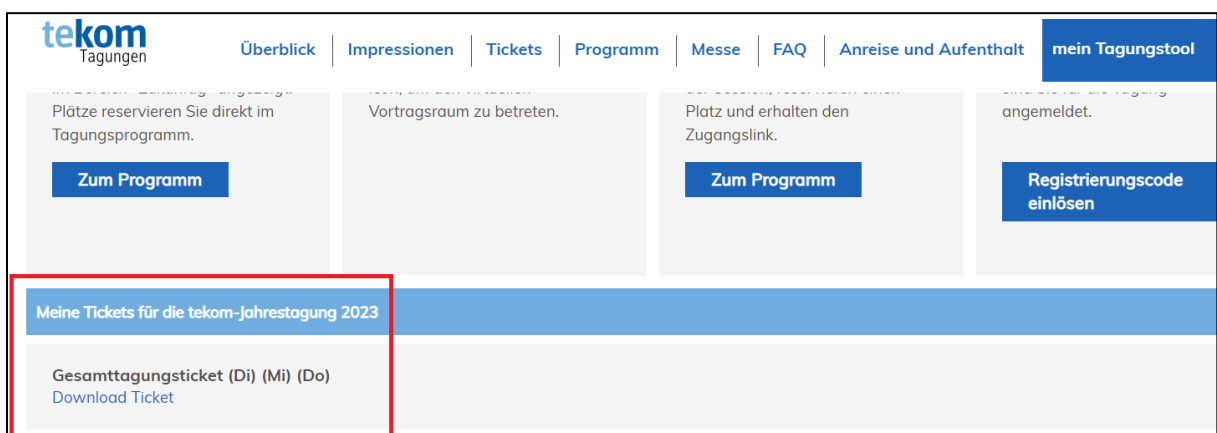 tekom
Tagungen
Überblick
Impressionen
Tickets
Programm
Messe
FAQ
Anreise und Aufenthalt
mein Tagungstool
Plätze reservieren Sie direkt im
Tagungsprogramm.
Zum Programm
Vortragsraum zu betreten.
Platz und erhalten den
Zugangslink.
Zum Programm
angemeldet.
Registrierungscode
einlösen
Meine Tickets für die tekom-Jahrestagung 2023
Gesamttagungsticket (Di) (Mi) (Do)
Download Ticket